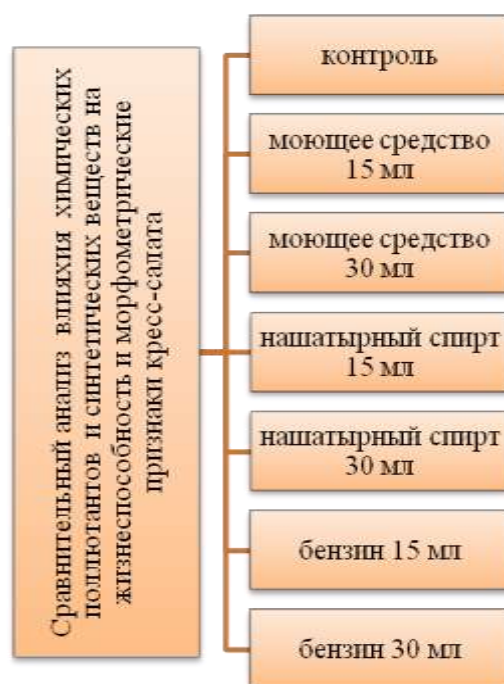 Сравнительный анализ влияхия химических
поллютантов и синтетических веществ на
жизнеспособность и морфометрические
признаки кресс-салата
контроль
моющее средство
15 мл
моющее средство
30 мл
нашатырный спирт
15 мл
нашатырный спирт
30 мл
бензин 15 мл
бензин 30 мл